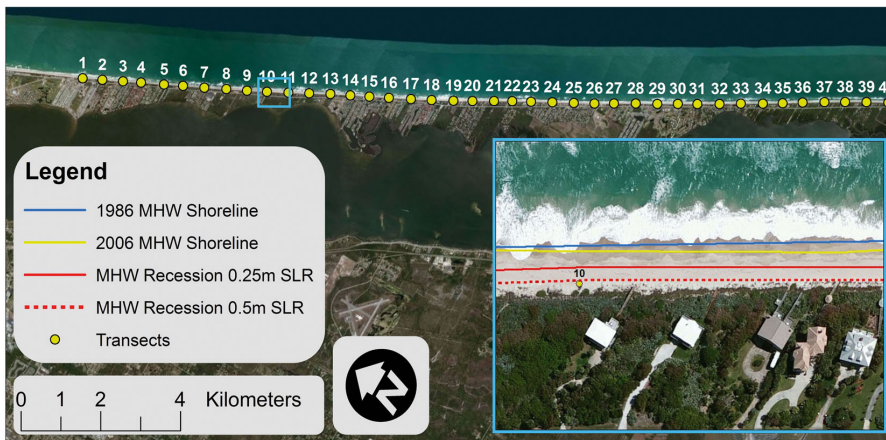 1 2 3 4 5 6 7 8 9 10 11 12 13 14 15 16 17 18 19 20 21 22 23 24 25 26 27 28 29 30 31 32 33 34 35 36 37 38 39 4
Legend
1986 MHW Shoreline
2006 MHW Shoreline
MHW Recession 0.25m SLR
MHW Recession 0.5m SLR
Transects
10
0 1 2 4 Kilometers
N